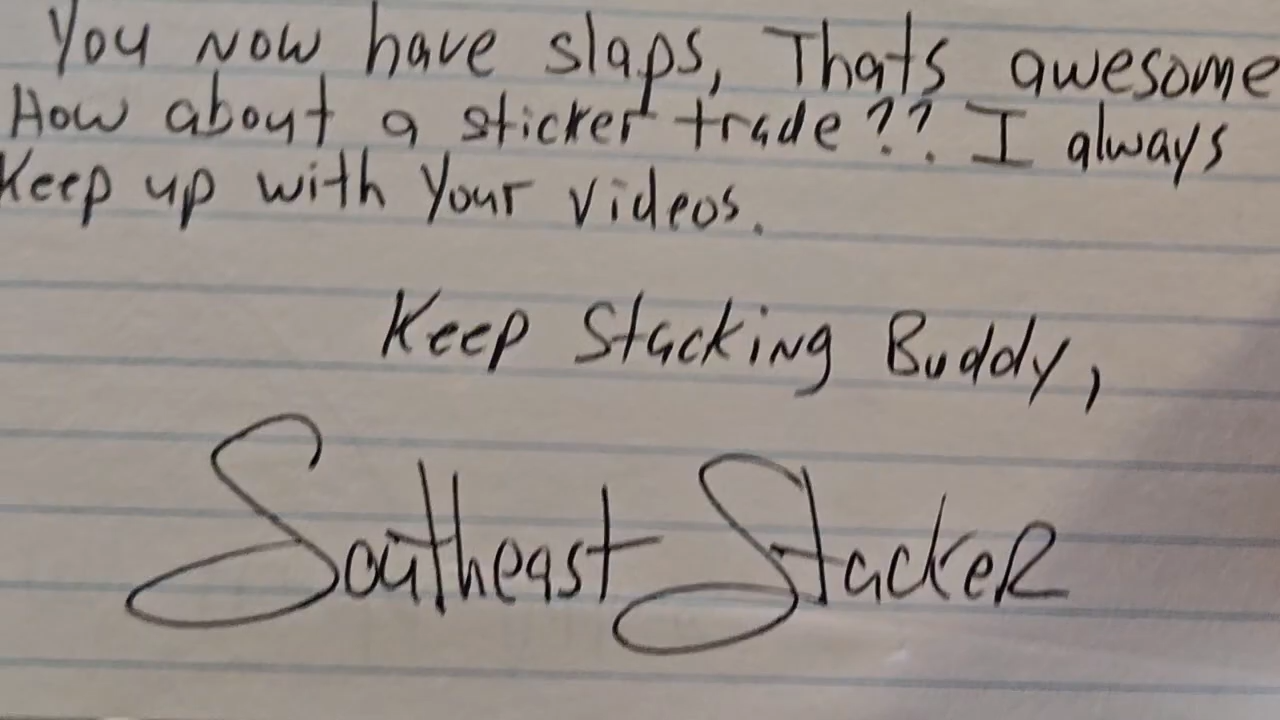 You now have slaps, Thats awesome
How about a sticker trade??. I always
Keep up with your videos.
Keep Stacking Buddy,
Southeast Stacker